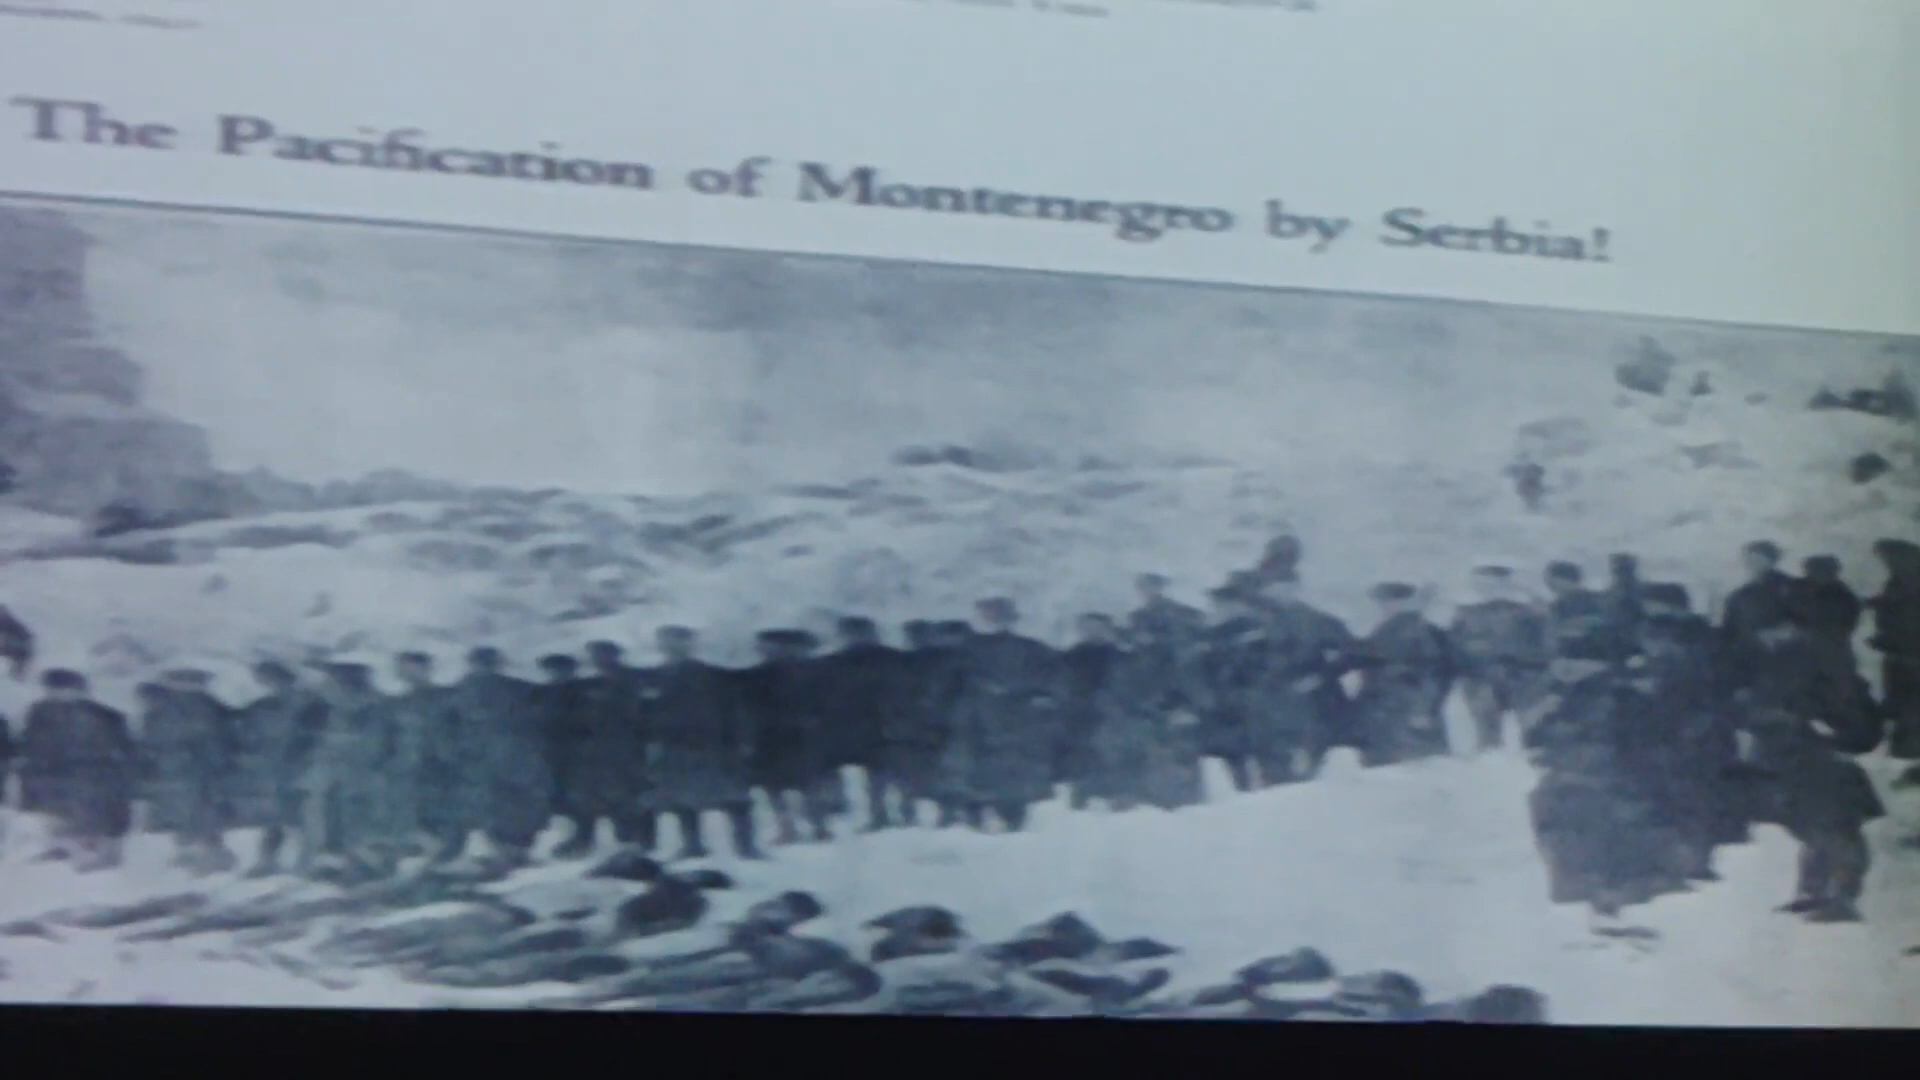 The Pacification of Montenegro by Serbia!